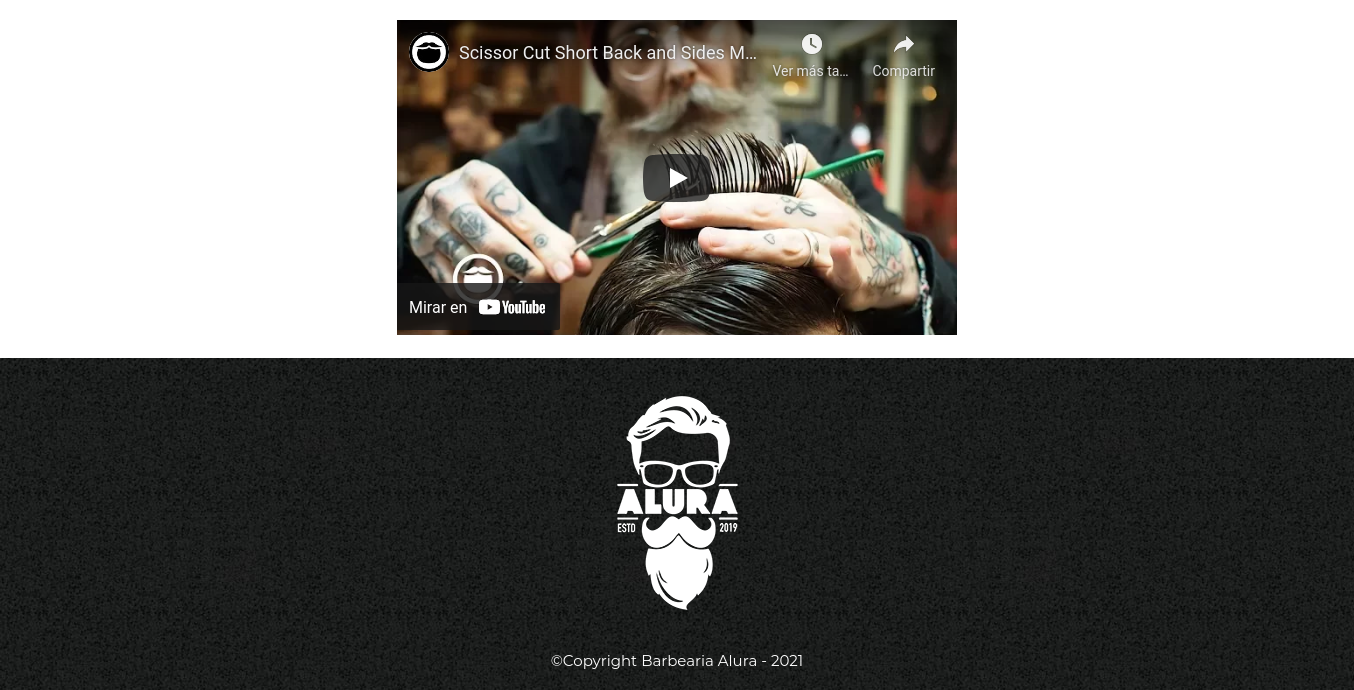 Scissor Cut Short Back and Sides M...
Ver más ta...
Compartir
Mirar en YouTube
ALURA
ESTD 2019
©Copyright Barbearia Alura - 2021